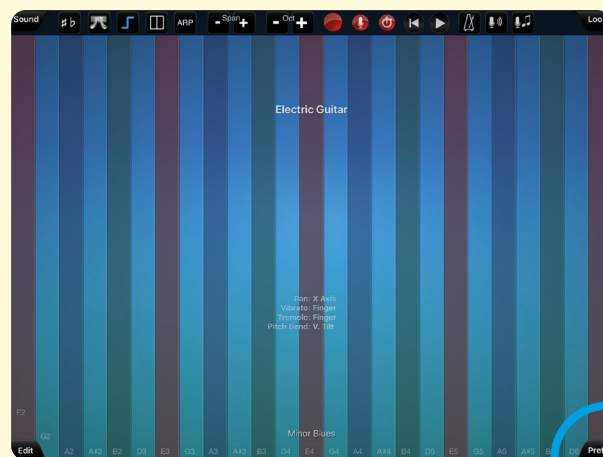 Sound
ARP
- Span +
- Oct +
Loo
Electric Guitar
Pan: X Axis
Vibrato: Finger
Tremolo: Finger
Pitch Bend: V. Tilt
Minor Blues
E2 G2 A2 A#2 B2 D3 E3 G3 A3 A#3 B3 D4 E4 G4 A4 A#4 B4 D5 E5 G5 A5 A#5 B D6
Edit
Pref